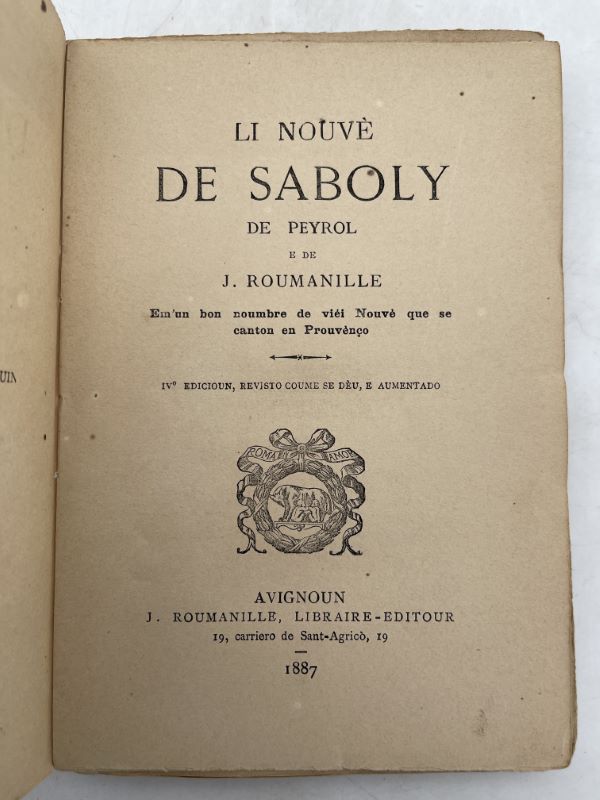 LI NOUVÈ
DE SABOLY
DE PEYROL
E DE
J. ROUMANILLE
Em'un bon noumbre de viéi Nouvè que se
canton en Prouvènço
IVº EDICIOUN, REVISTO COUME SE DÈU, E AUMENTADO
ROMA AMOR
AVIGNOUN
J. ROUMANILLE, LIBRAIRE-EDITOUR
19, carriero de Sant-Agricò, 19
1887
UIN